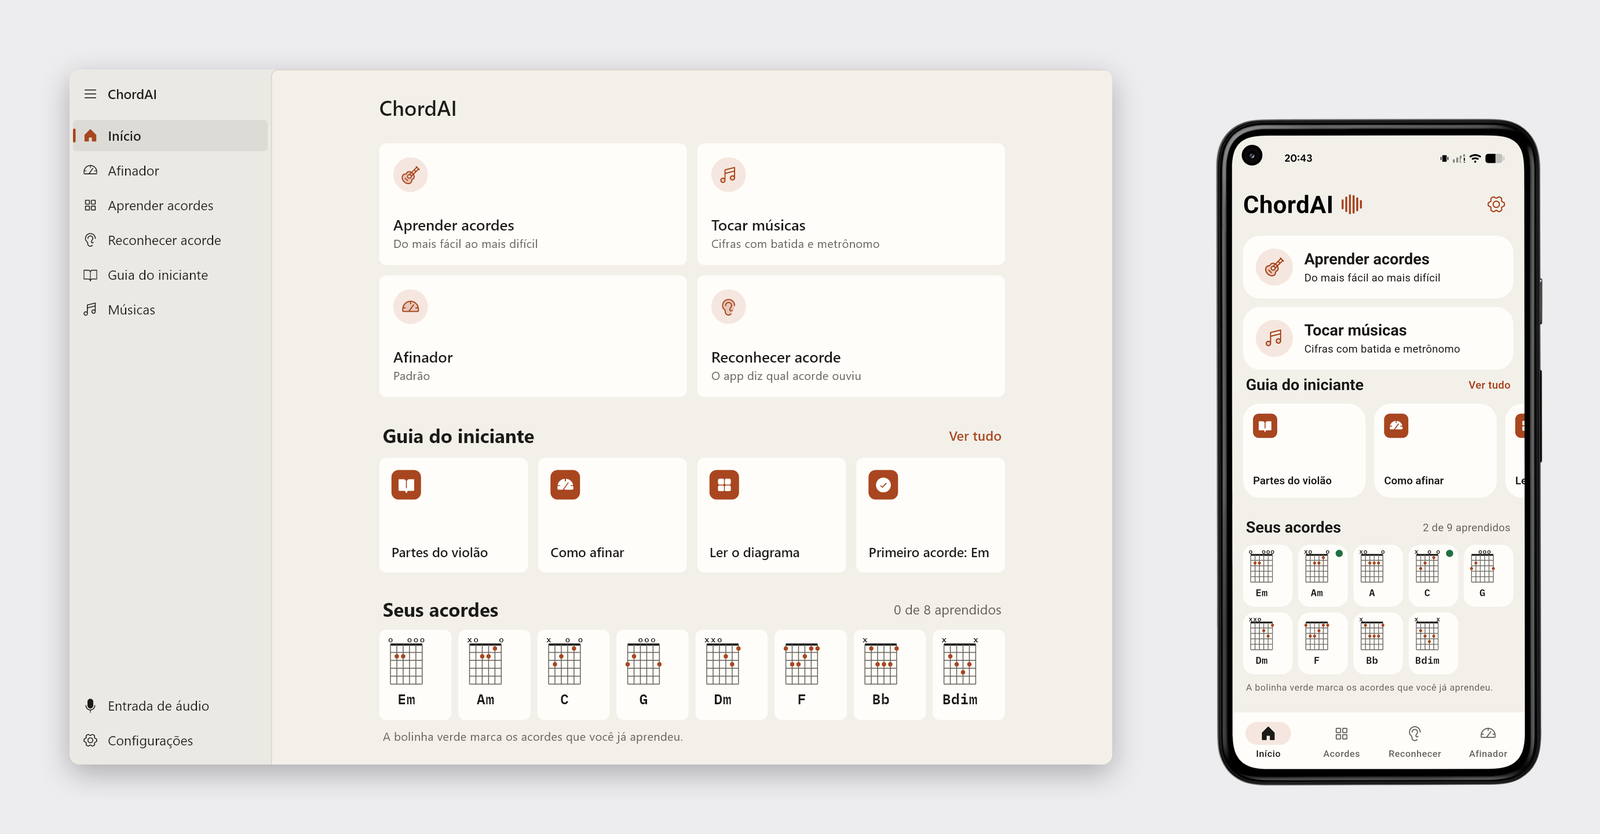 ChordAI
Início
Afinador
Aprender acordes
Reconhecer acorde
Guia do iniciante
Músicas
Entrada de áudio
Configurações
ChordAI
Aprender acordes
Do mais fácil ao mais difícil
Tocar músicas
Cifras com batida e metrônomo
Afinador
Padrão
Reconhecer acorde
O app diz qual acorde ouviu
Guia do iniciante
Ver tudo
Partes do violão
Como afinar
Ler o diagrama
Primeiro acorde: Em
Seus acordes
0 de 8 aprendidos
Em
Am
C
G
Dm
F
Bb
Bdim
A bolinha verde marca os acordes que você já aprendeu.
20:43
ChordAI
Aprender acordes
Do mais fácil ao mais difícil
Tocar músicas
Cifras com batida e metrônomo
Guia do iniciante
Ver tudo
Partes do violão
Como afinar
Le
Seus acordes
2 de 9 aprendidos
Em
Am
A
C
G
Dm
F
Bb
Bdim
A bolinha verde marca os acordes que você já aprendeu.
Início
Acordes
Reconhecer
Afinador